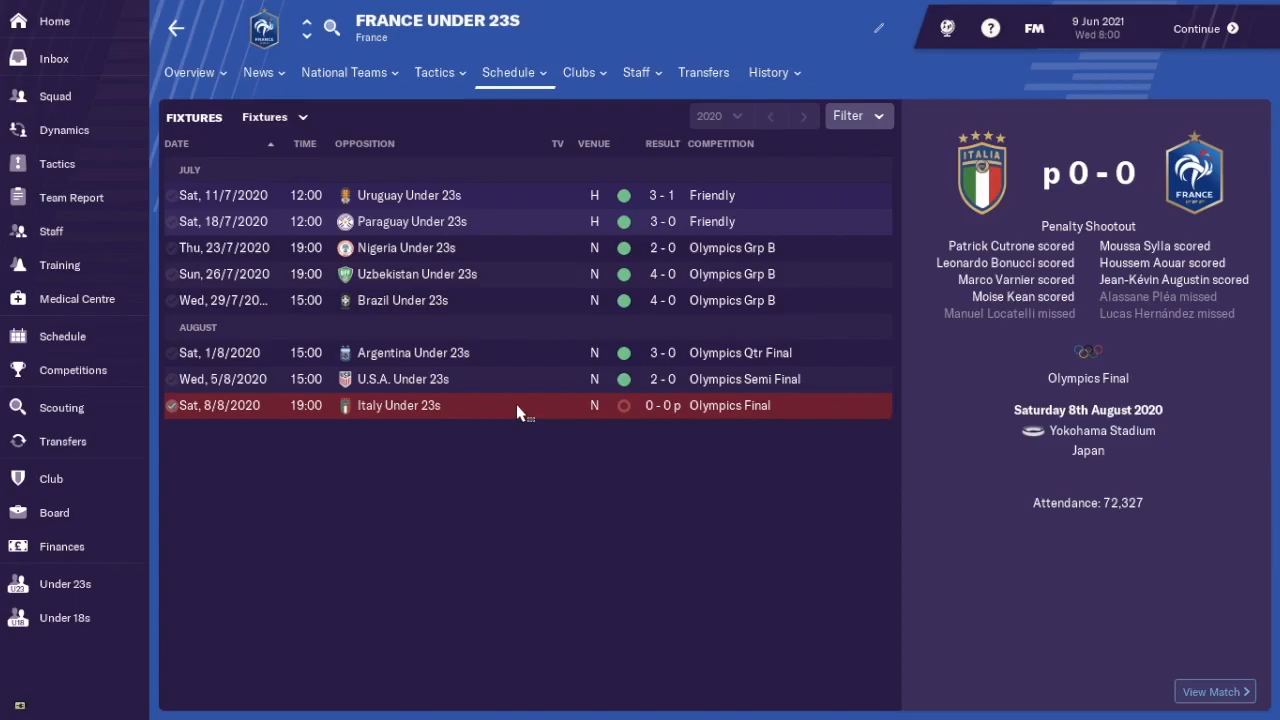 Home
Inbox
Squad
Dynamics
Tactics
Team Report
Staff
Training
Medical Centre
Schedule
Competitions
Scouting
Transfers
Club
Board
Finances
U23 Under 23s
U18 Under 18s
FRANCE UNDER 23S
France
? FM 9 Jun 2021
Wed 8:00
Continue
Overview News National Teams Tactics Schedule Clubs Staff Transfers History
FIXTURES Fixtures 2020 Filter
DATE TIME OPPOSITION TV VENUE RESULT COMPETITION
JULY
Sat, 11/7/2020 12:00 Uruguay Under 23s H 3 - 1 Friendly
Sat, 18/7/2020 12:00 Paraguay Under 23s H 3 - 0 Friendly
Thu, 23/7/2020 19:00 Nigeria Under 23s N 2 - 0 Olympics Grp B
Sun, 26/7/2020 19:00 Uzbekistan Under 23s N 4 - 0 Olympics Grp B
Wed, 29/7/20... 15:00 Brazil Under 23s N 4 - 0 Olympics Grp B
AUGUST
Sat, 1/8/2020 15:00 Argentina Under 23s N 3 - 0 Olympics Qtr Final
Wed, 5/8/2020 15:00 U.S.A. Under 23s N 2 - 0 Olympics Semi Final
Sat, 8/8/2020 19:00 Italy Under 23s N 0 - 0 p Olympics Final
ITALIA p 0 - 0 FRANCE
Penalty Shootout
Patrick Cutrone scored Moussa Sylla scored
Leonardo Bonucci scored Houssem Aouar scored
Marco Varnier scored Jean-Kévin Augustin scored
Moise Kean scored Alassane Pléa missed
Manuel Locatelli missed Lucas Hernández missed
Olympics Final
Saturday 8th August 2020
Yokohama Stadium
Japan
Attendance: 72,327
View Match